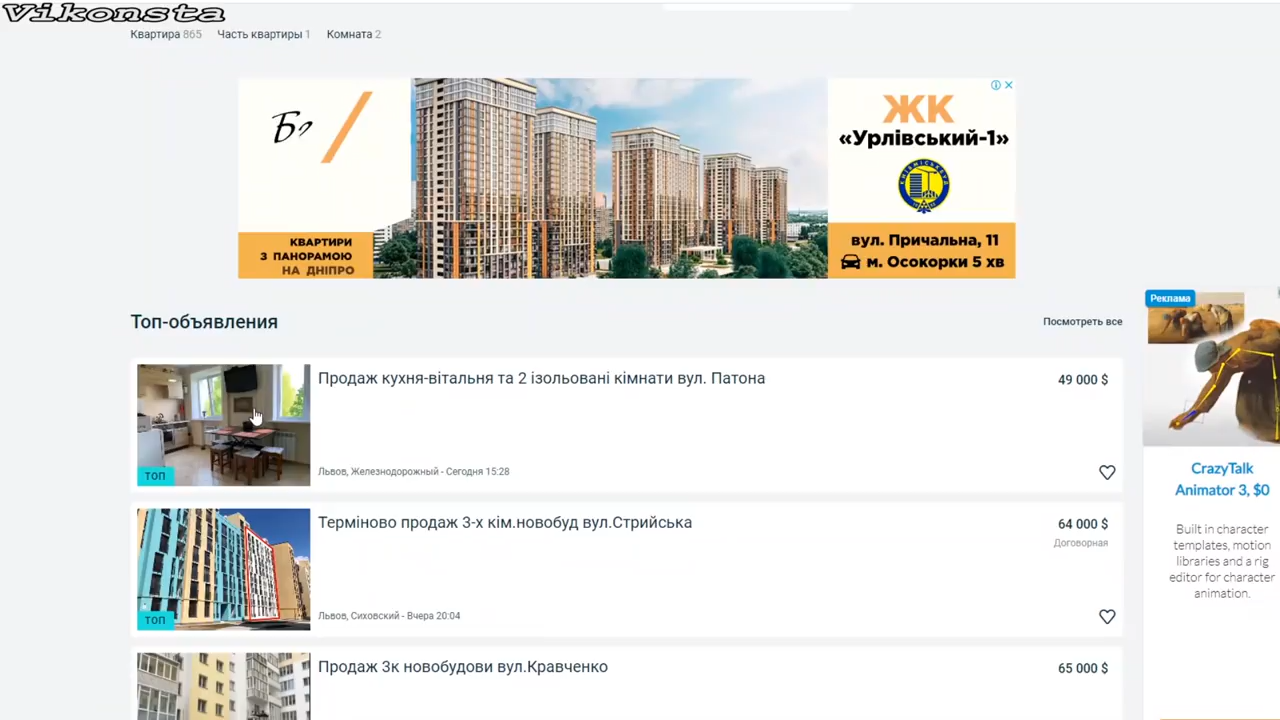 Vikonsta
Квартира 865 Часть квартиры 1 Комната 2
Бэ
КВАРТИРИ
З ПАНОРАМОЮ
НА ДНІПРО
ЖК
«Урлівський-1»
КИЇВМІСЬКБУД
вул. Причальна, 11
м. Осокорки 5 хв
Топ-объявления
Посмотреть все
Продаж кухня-вітальня та 2 ізольовані кімнати вул. Патона
49 000 $
ТОП
Львов, Железнодорожный - Сегодня 15:28
Терміново продаж 3-х кім.новобуд вул.Стрийська
64 000 $
Договорная
ТОП
Львов, Сиховский - Вчера 20:04
Продаж 3к новобудови вул.Кравченко
65 000 $
Реклама
CrazyTalk
Animator 3, $0
Built in character
templates, motion
libraries and a rig
editor for character
animation.